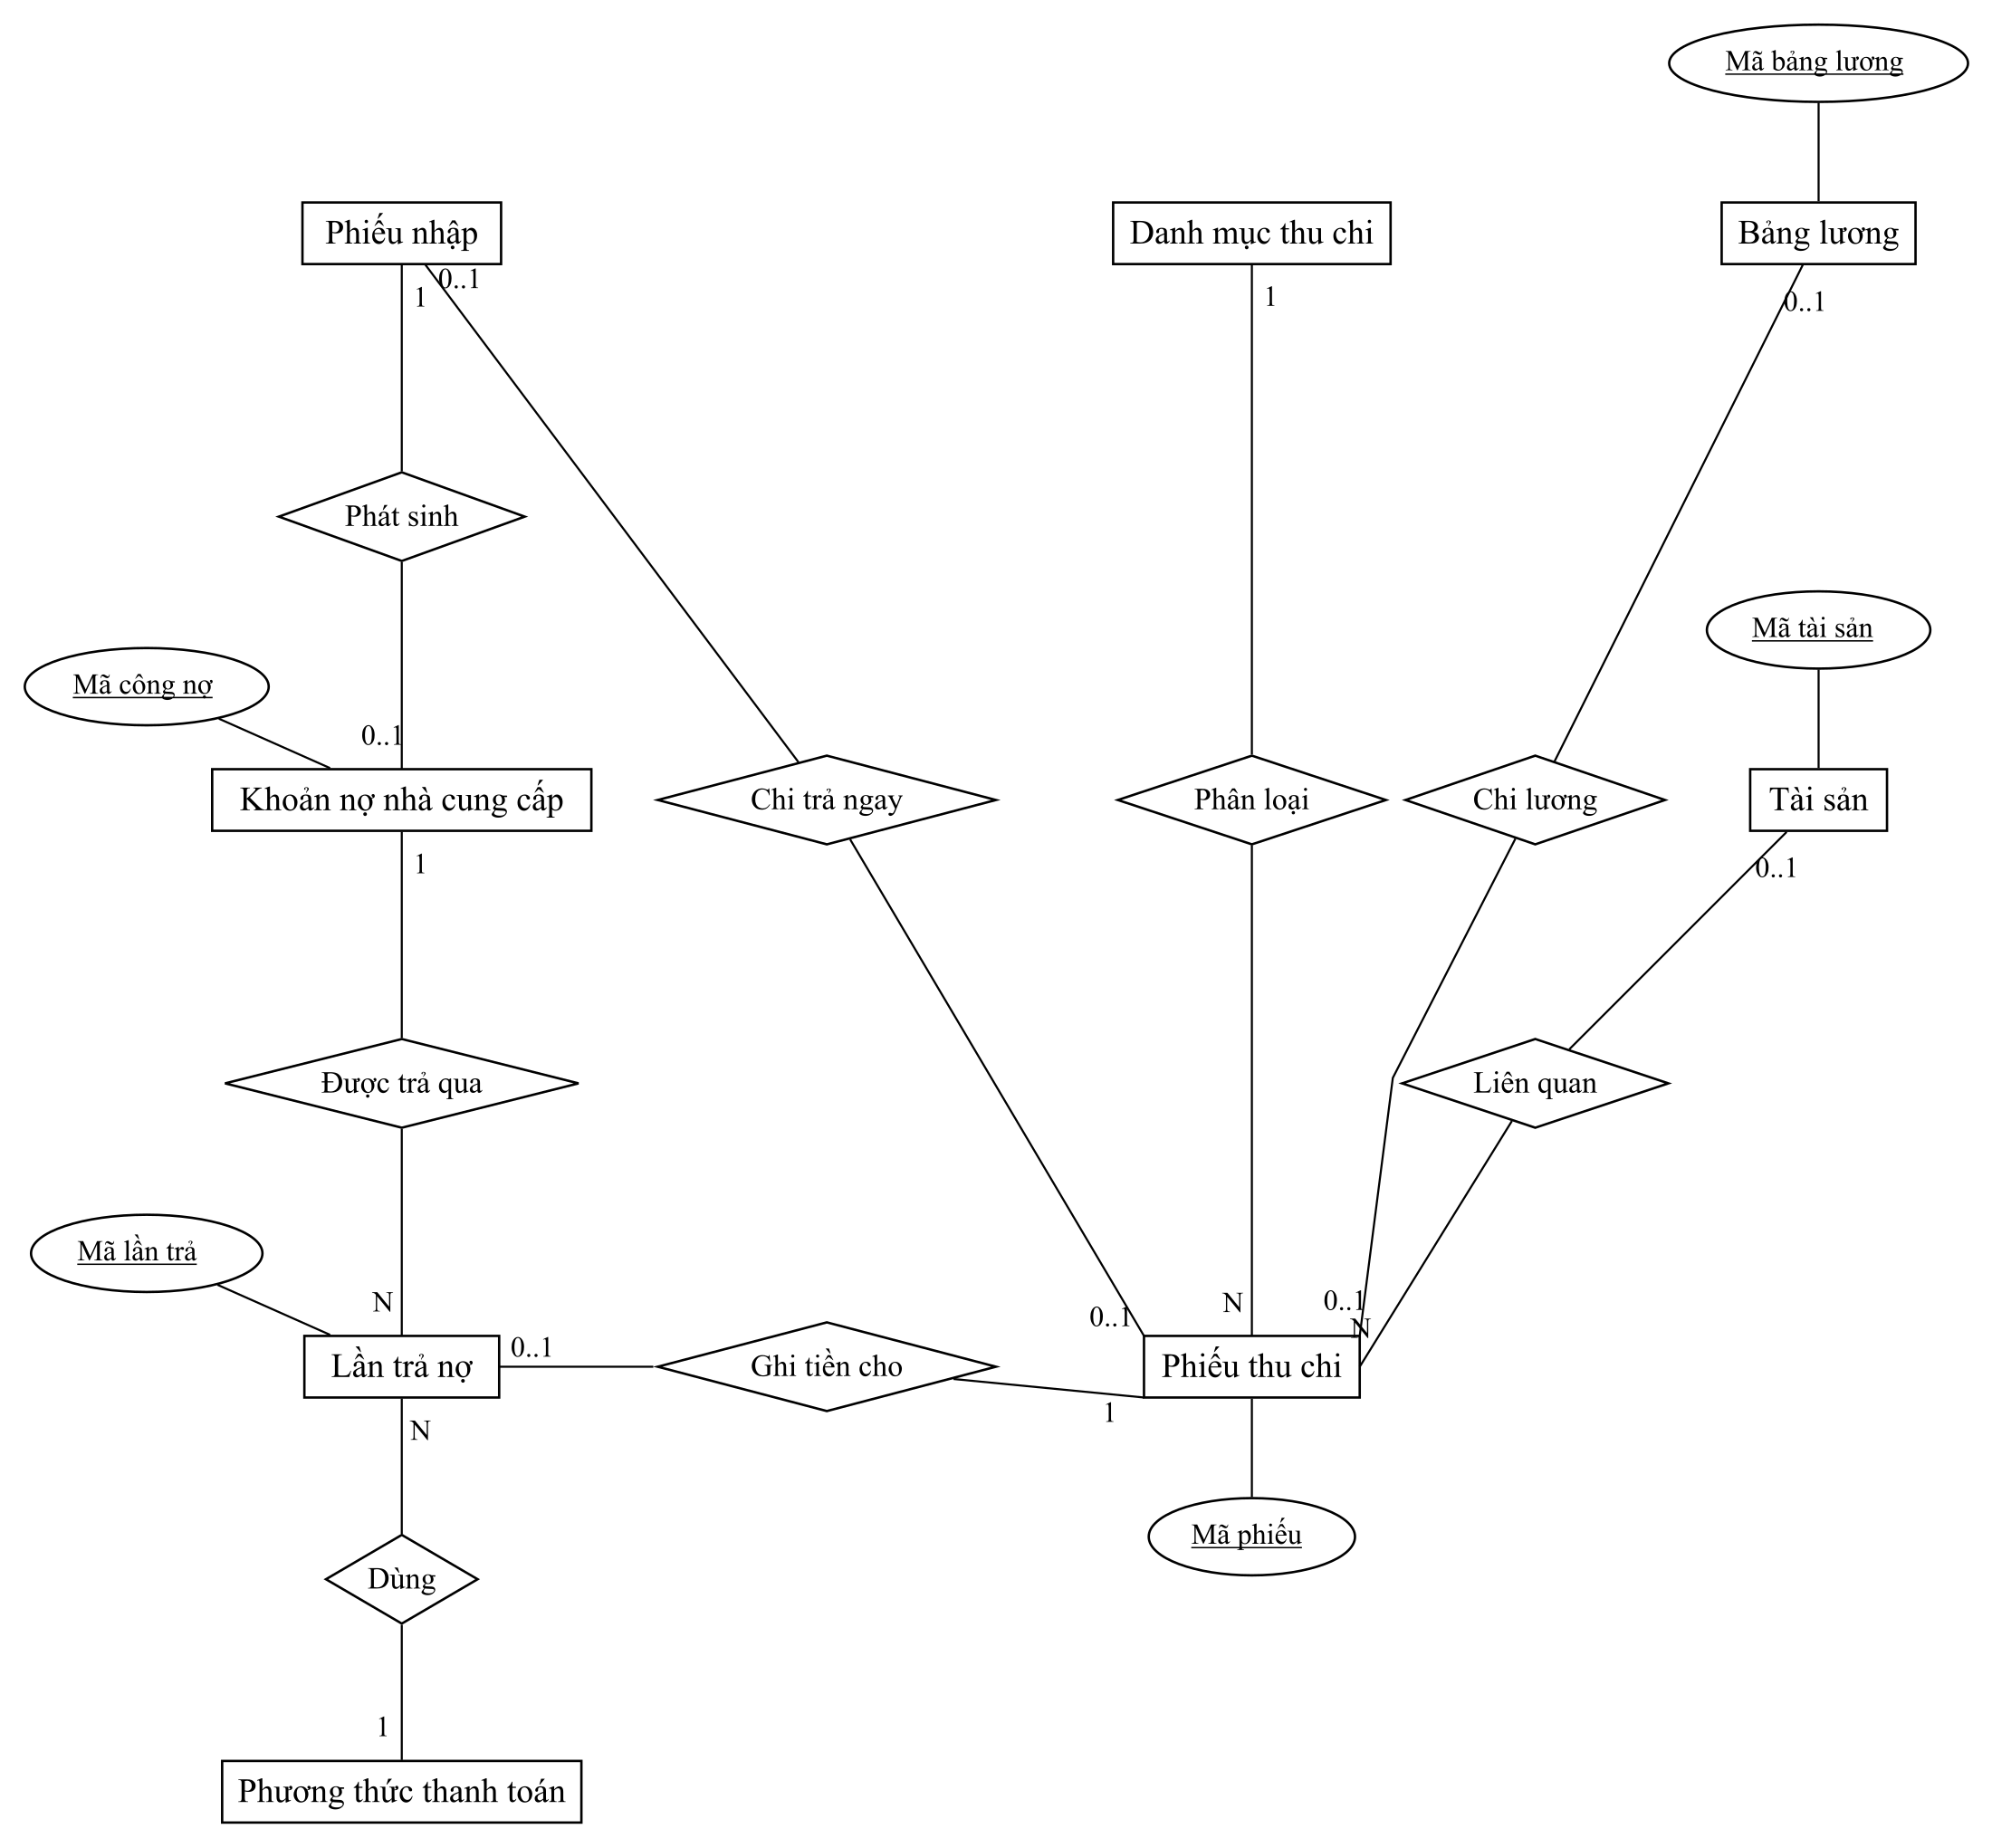 Mã bảng lương
Phiếu nhập
Danh mục thu chi
Bảng lương
0..1
1
1
0..1
Phát sinh
Mã tài sản
Mã công nợ
0..1
Khoản nợ nhà cung cấp
Chi trả ngay
Phân loại
Chi lương
Tài sản
1
0..1
Được trả qua
Liên quan
Mã lần trả
N
0..1
N
0..1
N
Lần trả nợ
0..1
Ghi tiền cho
Phiếu thu chi
1
N
Mã phiếu
Dùng
1
Phương thức thanh toán